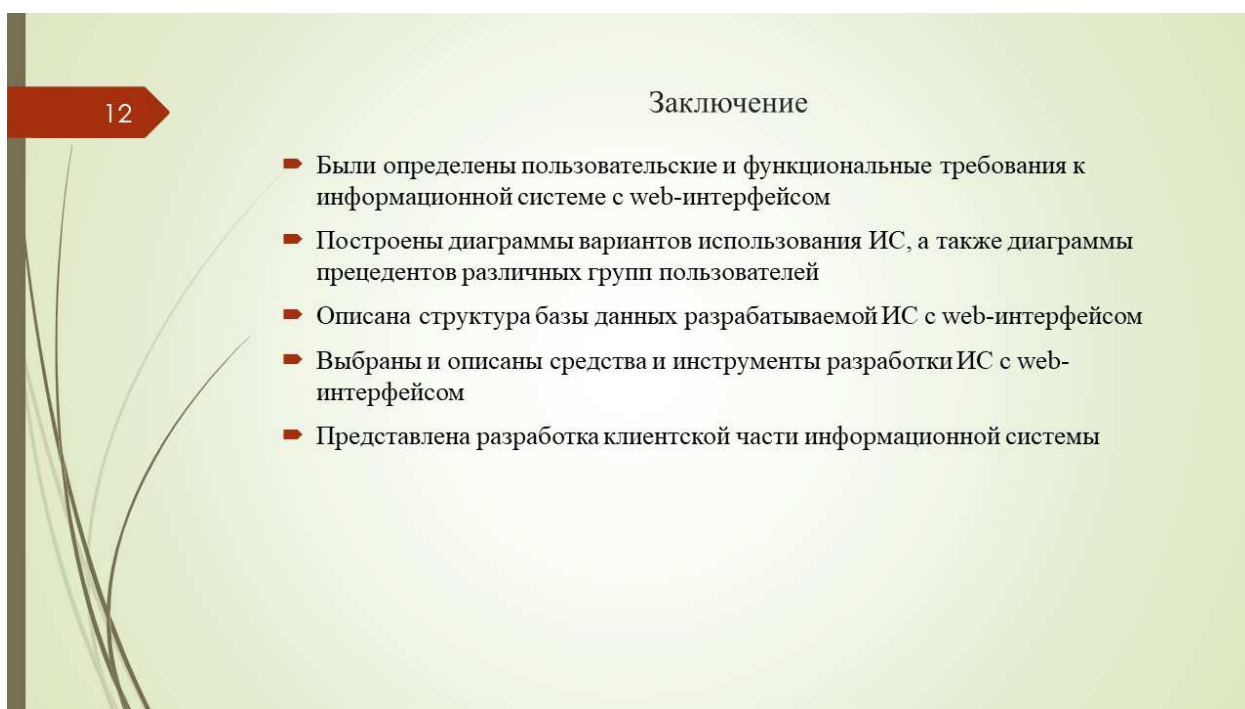 12
Заключение
Были определены пользовательские и функциональные требования к
информационной системе с web-интерфейсом
Построены диаграммы вариантов использования ИС, а также диаграммы
прецедентов различных групп пользователей
Описана структура базы данных разрабатываемой ИС с web-интерфейсом
Выбраны и описаны средства и инструменты разработки ИС с web-
интерфейсом
Представлена разработка клиентской части информационной системы